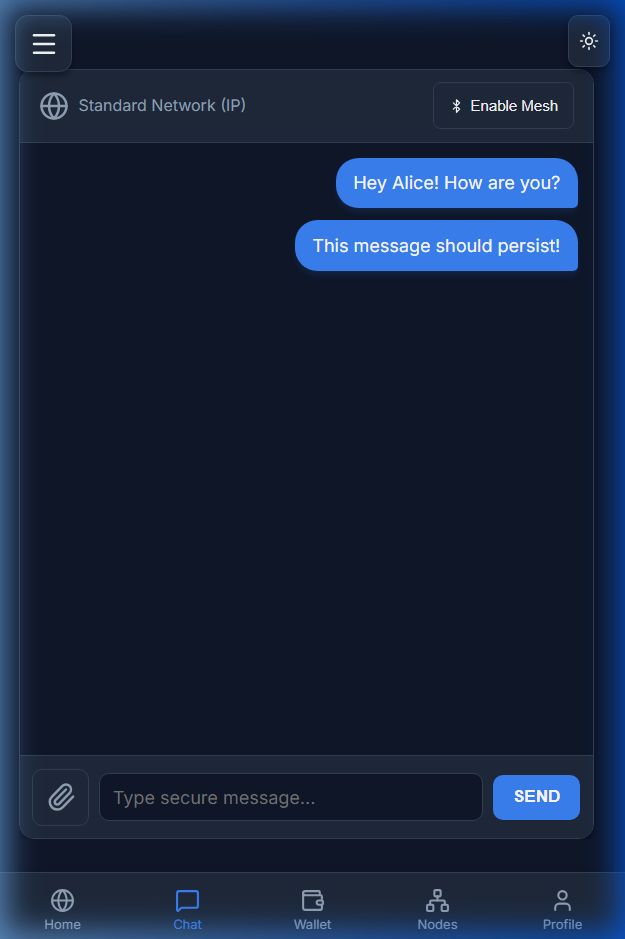 Standard Network (IP)
Enable Mesh
Hey Alice! How are you?
This message should persist!
Type secure message...
SEND
Home
Chat
Wallet
Nodes
Profile